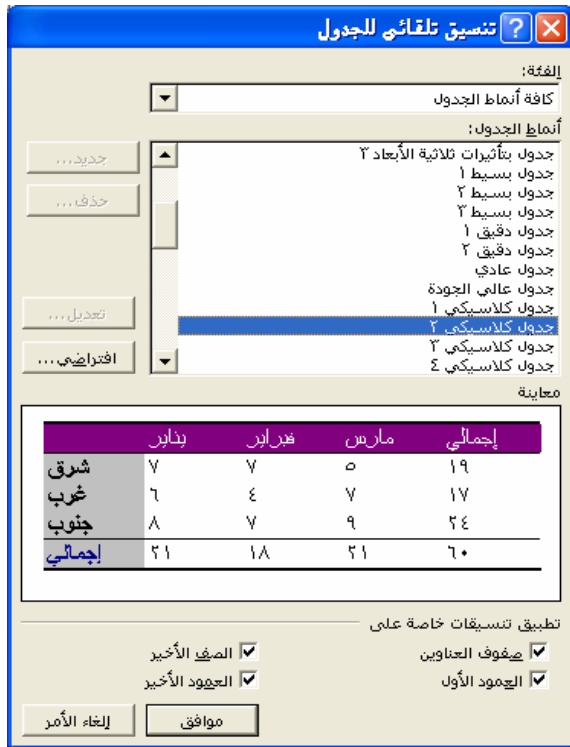 تنسيق تلقائي للجدول
الفئة:
كافة أنماط الجدول
أنماط الجدول:
جدول بتأثيرات ثلاثية الأبعاد ٣
جدول بسيط ١
جدول بسيط ٢
جدول بسيط ٣
جدول دقيق ١
جدول دقيق ٢
جدول عادي
جدول عالي الجودة
جدول كلاسيكي ١
جدول كلاسيكي ٢
جدول كلاسيكي ٣
جدول كلاسيكي ٤
جديد...
حذف...
تعديل...
افتراضي...
معاينة
يناير فبراير مارس إجمالي
شرق ٧ ٧ ٥ ١٩
غرب ٦ ٤ ٧ ١٧
جنوب ٨ ٧ ٩ ٢٤
إجمالي ٢١ ١٨ ٢١ ٦٠
تطبيق تنسيقات خاصة على
صفوف العناوين الصف الأخير
العمود الأول العمود الأخير
موافق إلغاء الأمر